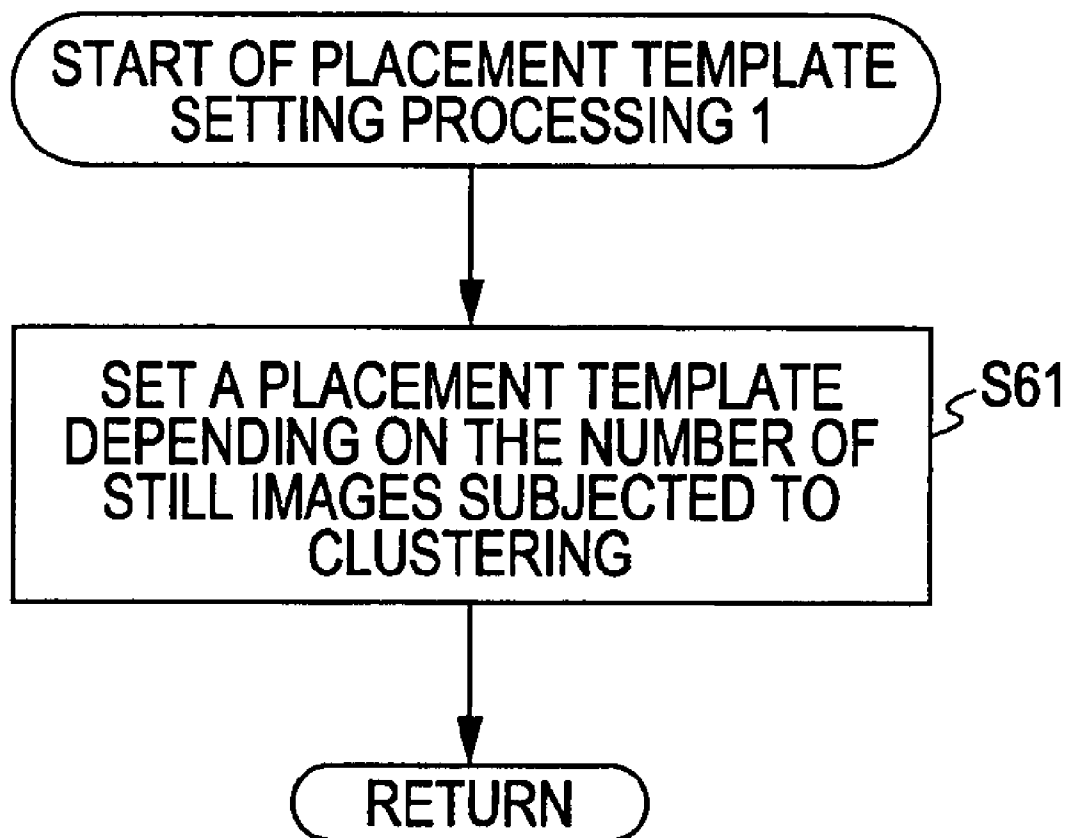 START OF PLACEMENT TEMPLATE
SETTING PROCESSING 1
SET A PLACEMENT TEMPLATE
DEPENDING ON THE NUMBER OF
STILL IMAGES SUBJECTED TO
CLUSTERING
S61
RETURN